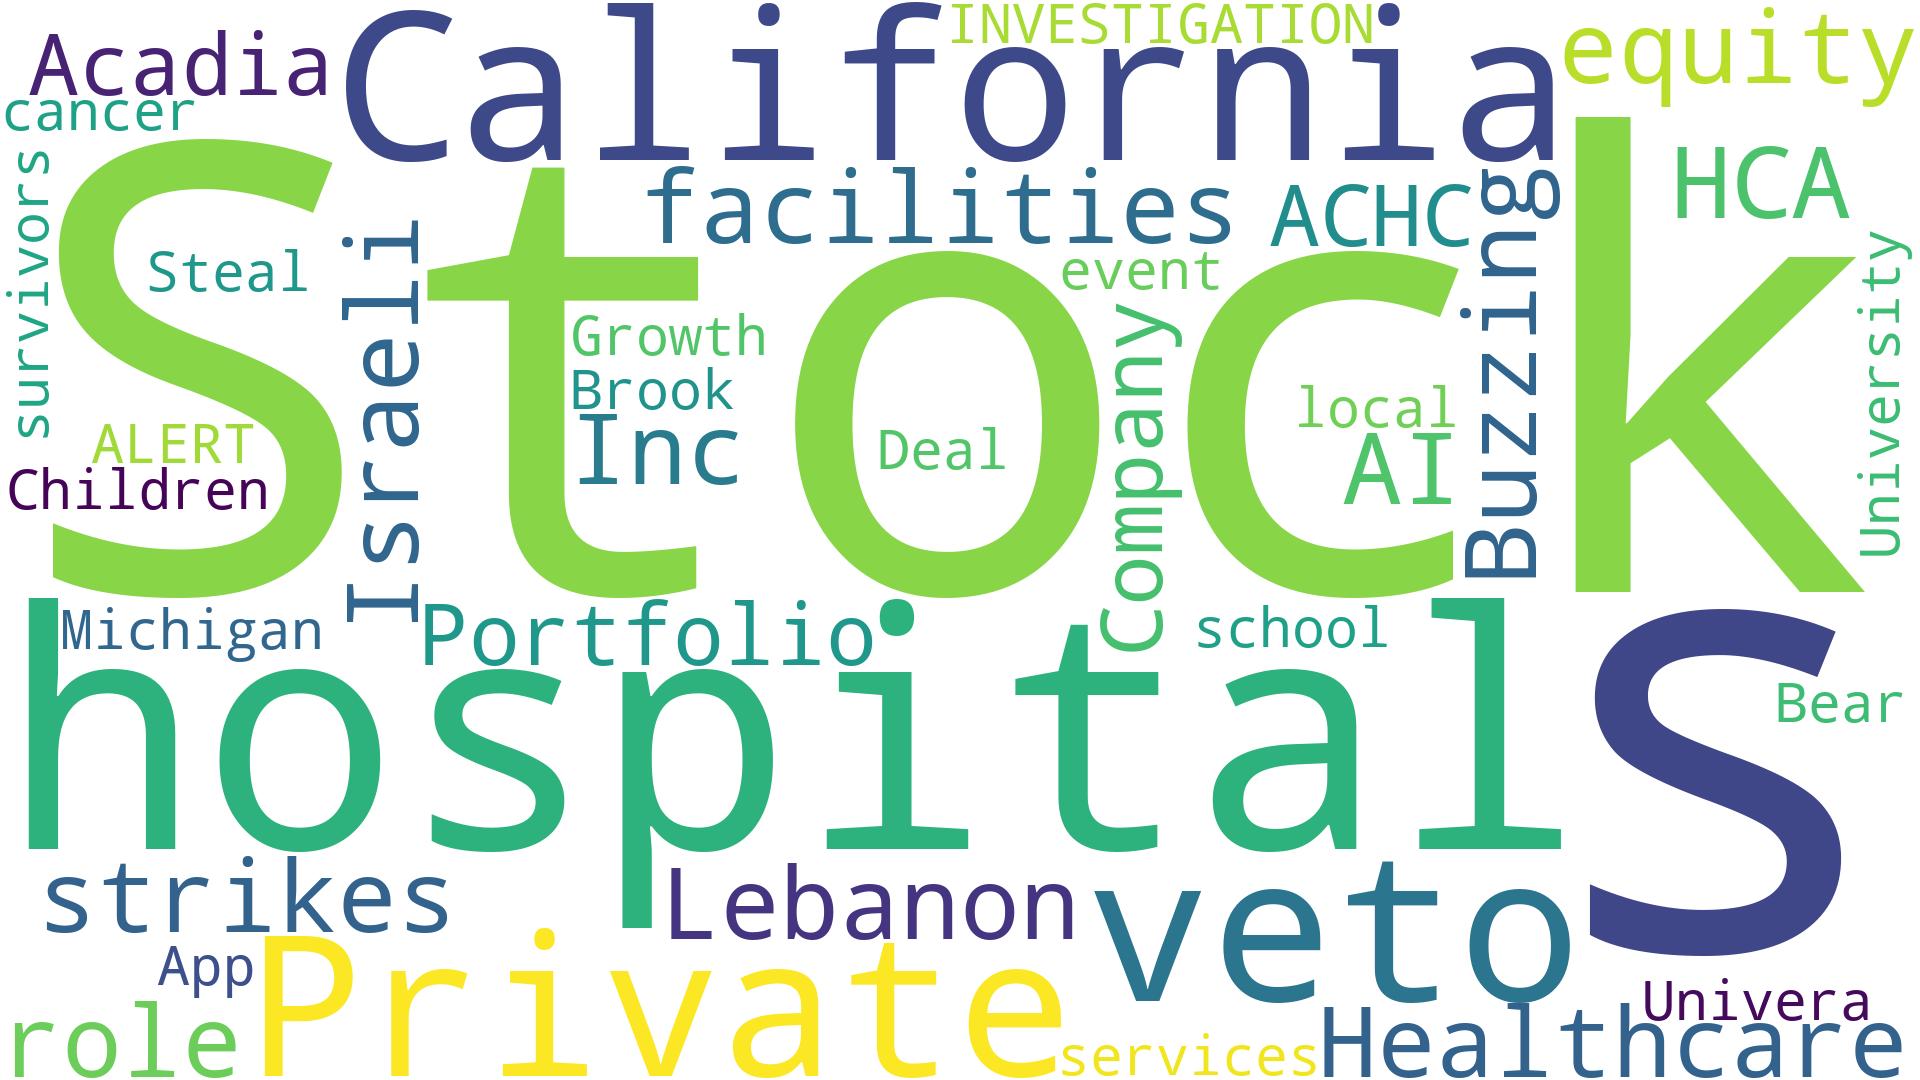 INVESTIGATION
California
Acadia
equity
cancer
Stock
facilities
ACHC
HCA
survivors
Israeli
Buzzing
University
Steal
event
Growth
Company
Brook
local
Inc
Deal
AI
ALERT
Children
Michigan
Portfolio
school
hospital
s
Bear
strikes
Lebanon
veto
App
Private
Univera
role
services
Healthcare